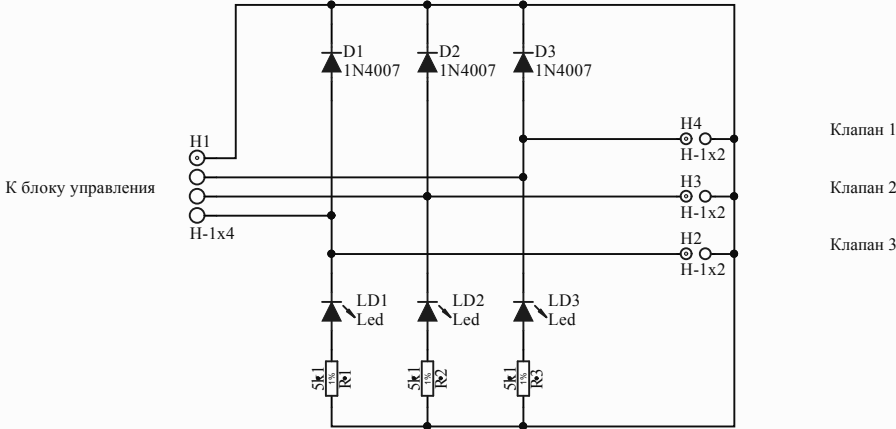 D1
1N4007
D2
1N4007
D3
1N4007
H1
H4
H-1x2
Клапан 1
К блоку управления
H3
H-1x2
Клапан 2
H-1x4
H2
H-1x2
Клапан 3
LD1
Led
LD2
Led
LD3
Led
5k1
1%
R1
5k1
1%
R2
5k1
1%
R3